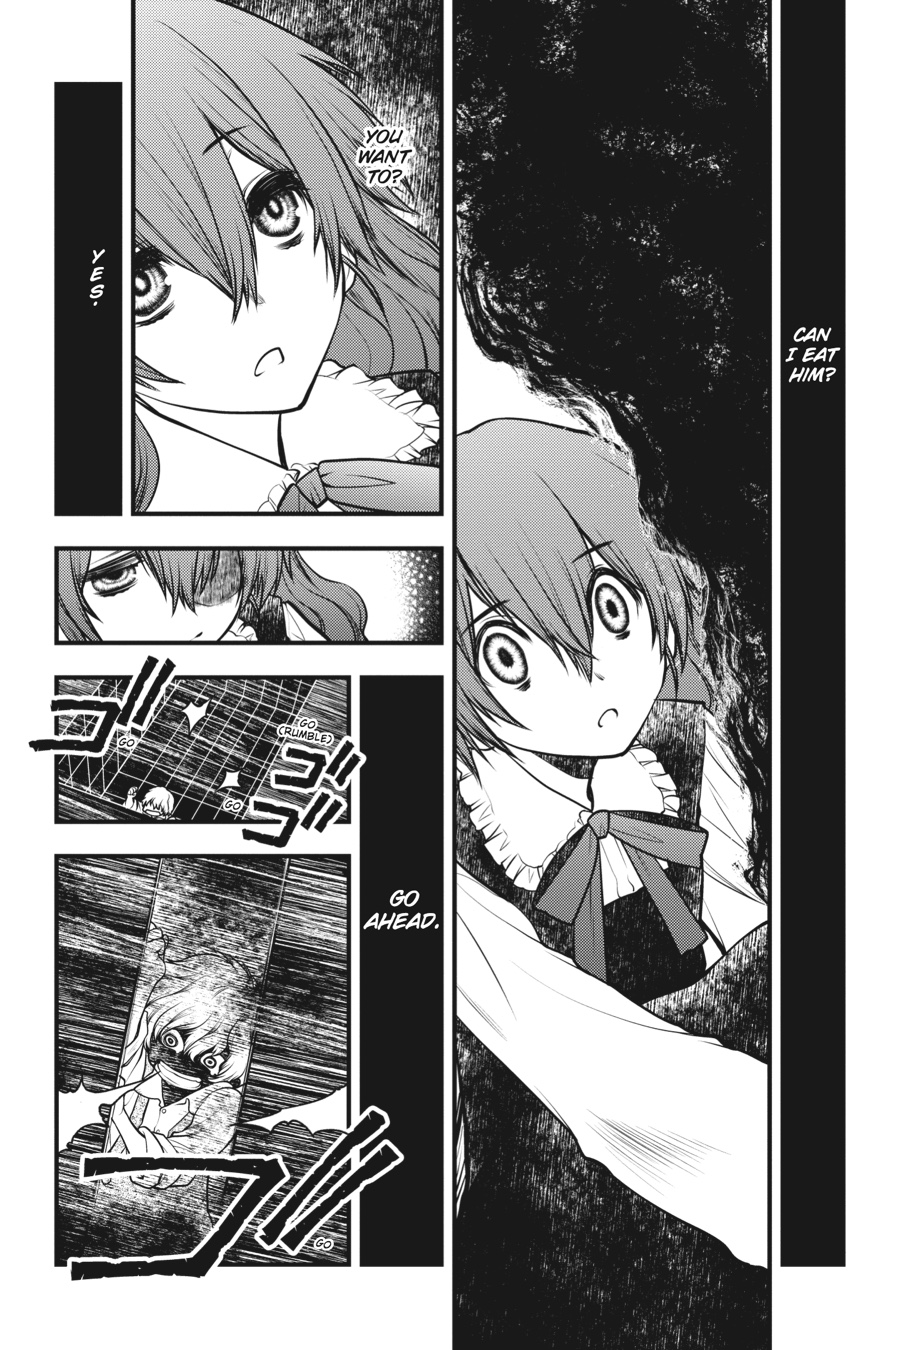 CAN
I EAT
HIM?
YOU
WANT
TO?
YES.
ゴ
GO
GO
(RUMBLE)
ゴ
GO
ゴ
GO
AHEAD.
ゴ
GO